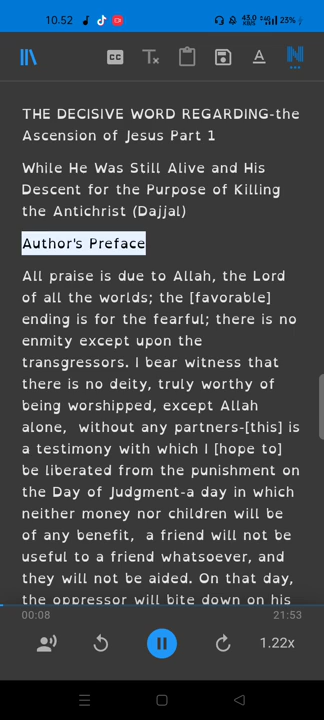 10.52
43.0
23%
CC
THE DECISIVE WORD REGARDING-the
Ascension of Jesus Part 1
While He Was Still Alive and His
Descent for the Purpose of Killing
the Antichrist (Dajjal)
Author's Preface
All praise is due to Allah, the Lord
of all the worlds; the [favorable]
ending is for the fearful; there is no
enmity except upon the
transgressors. I bear witness that
there is no deity, truly worthy of
being worshipped, except Allah
alone, without any partners-[this] is
a testimony with which I [hope to]
be liberated from the punishment on
the Day of Judgment-a day in which
neither money nor children will be
of any benefit, a friend will not be
useful to a friend whatsoever, and
they will not be aided. On that day,
the oppressor will bite down on his
00:08
21:53
1.22x